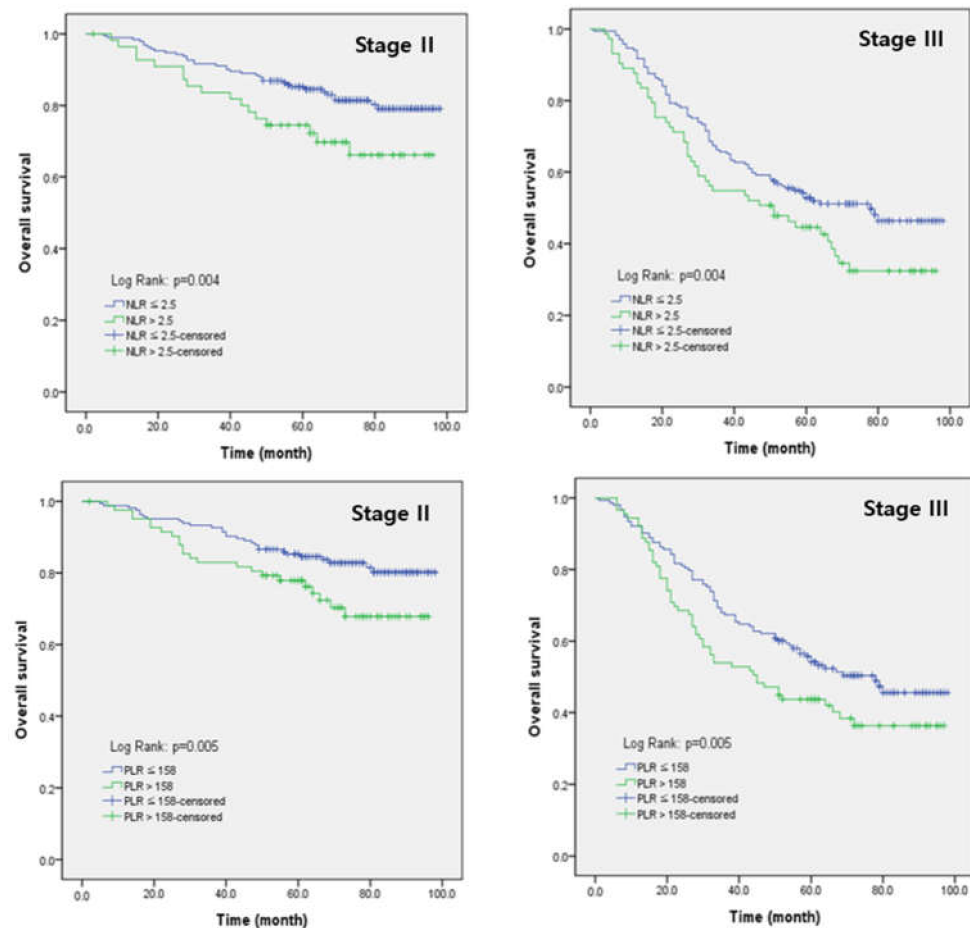 Stage II
Overall survival
1.0
0.8
0.6
0.4
0.2
0.0
Log Rank: p=0.004
NLR ≤ 2.5
NLR > 2.5
NLR ≤ 2.5-censored
NLR > 2.5-censored
0.0 20.0 40.0 60.0 80.0 100.0
Time (month)
Stage III
Overall survival
1.0
0.8
0.6
0.4
0.2
0.0
Log Rank: p=0.004
NLR ≤ 2.5
NLR > 2.5
NLR ≤ 2.5-censored
NLR > 2.5-censored
0.0 20.0 40.0 60.0 80.0 100.0
Time (month)
Stage II
Overall survival
1.0
0.8
0.6
0.4
0.2
0.0
Log Rank: p=0.005
PLR ≤ 158
PLR > 158
PLR ≤ 158-censored
PLR > 158-censored
0.0 20.0 40.0 60.0 80.0 100.0
Time (month)
Stage III
Overall survival
1.0
0.8
0.6
0.4
0.2
0.0
Log Rank: p=0.005
PLR ≤ 158
PLR > 158
PLR ≤ 158-censored
PLR > 158-censored
0.0 20.0 40.0 60.0 80.0 100.0
Time (month)